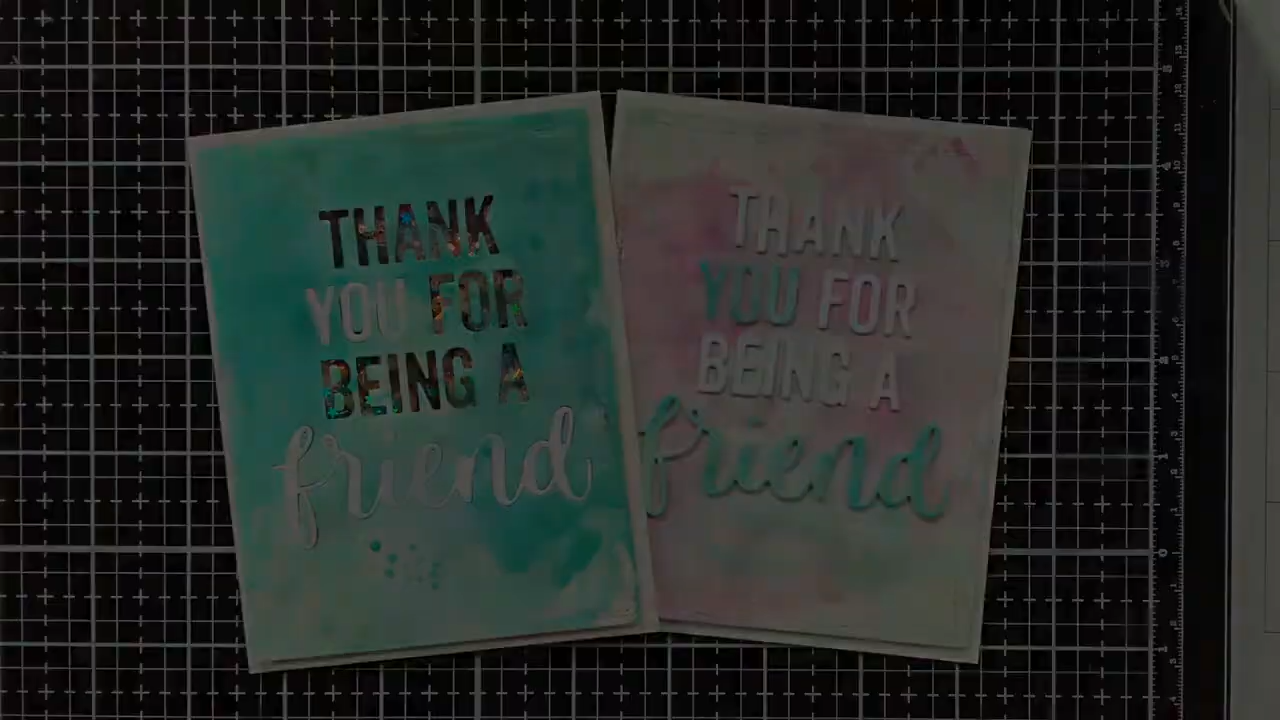 THANK
YOU FOR
BEING A
friend
THANK
YOU FOR
BEING A
friend